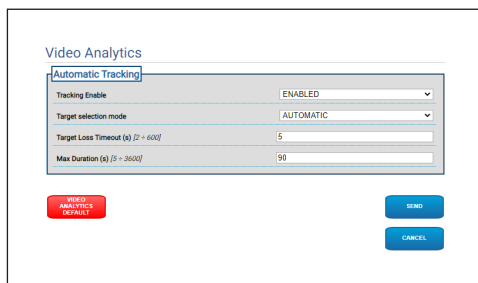 Video Analytics
Automatic Tracking
Tracking Enable ENABLED
Target selection mode AUTOMATIC
Target Loss Timeout (s) [2 ÷ 600] 5
Max Duration (s) [5 ÷ 3600] 90
VIDEO
ANALYTICS
DEFAULT
SEND
CANCEL